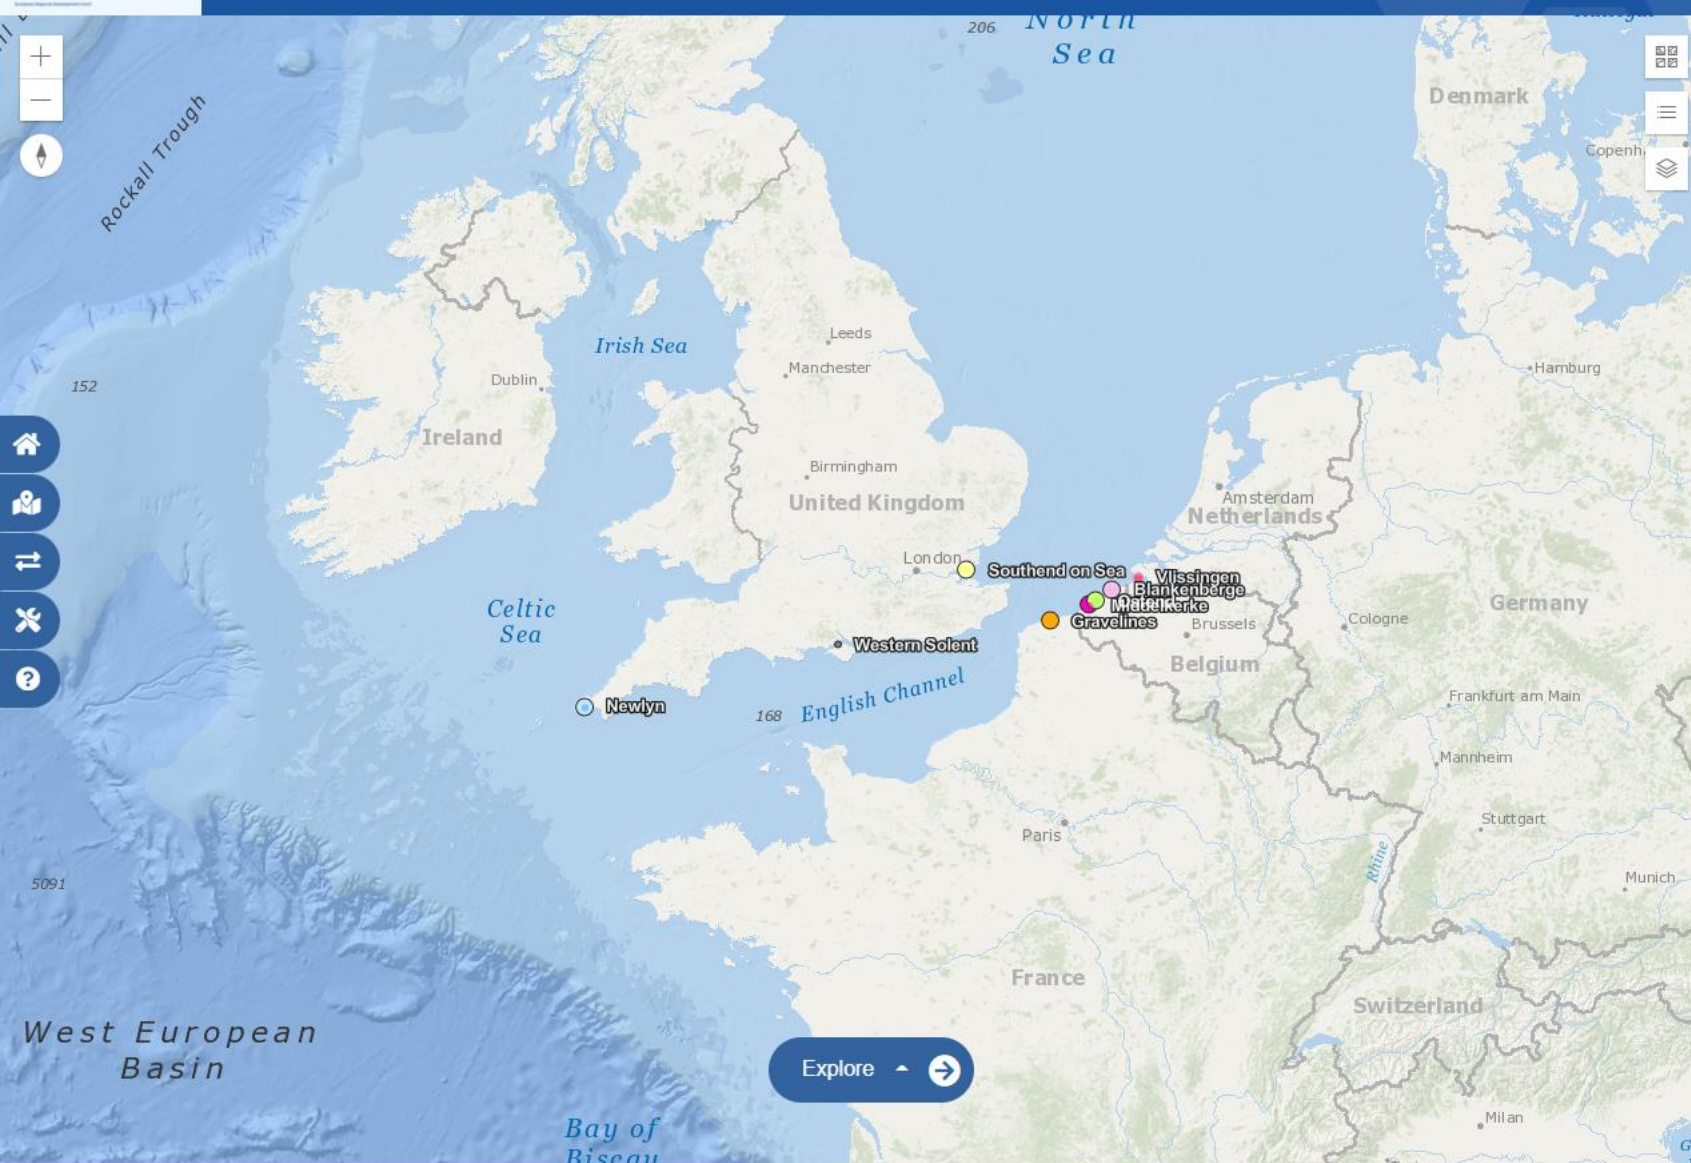 206
North
Sea
Denmark
Rockall Trough
Leeds
Irish Sea
Manchester
Hamburg
Dublin
152
Ireland
Birmingham
Amsterdam
United Kingdom
Netherlands
London
Southend on Sea
Vlissingen
Blankenberge
Gravelines
Celtic
Sea
Germany
Cologne
Brussels
Western Solent
Belgium
English Channel
Frankfurt am Main
Newlyn
168
Mannheim
Stuttgart
Paris
Rhine
Munich
5091
France
Switzerland
West European
Basin
Explore
Milan
Bay of
Biscay